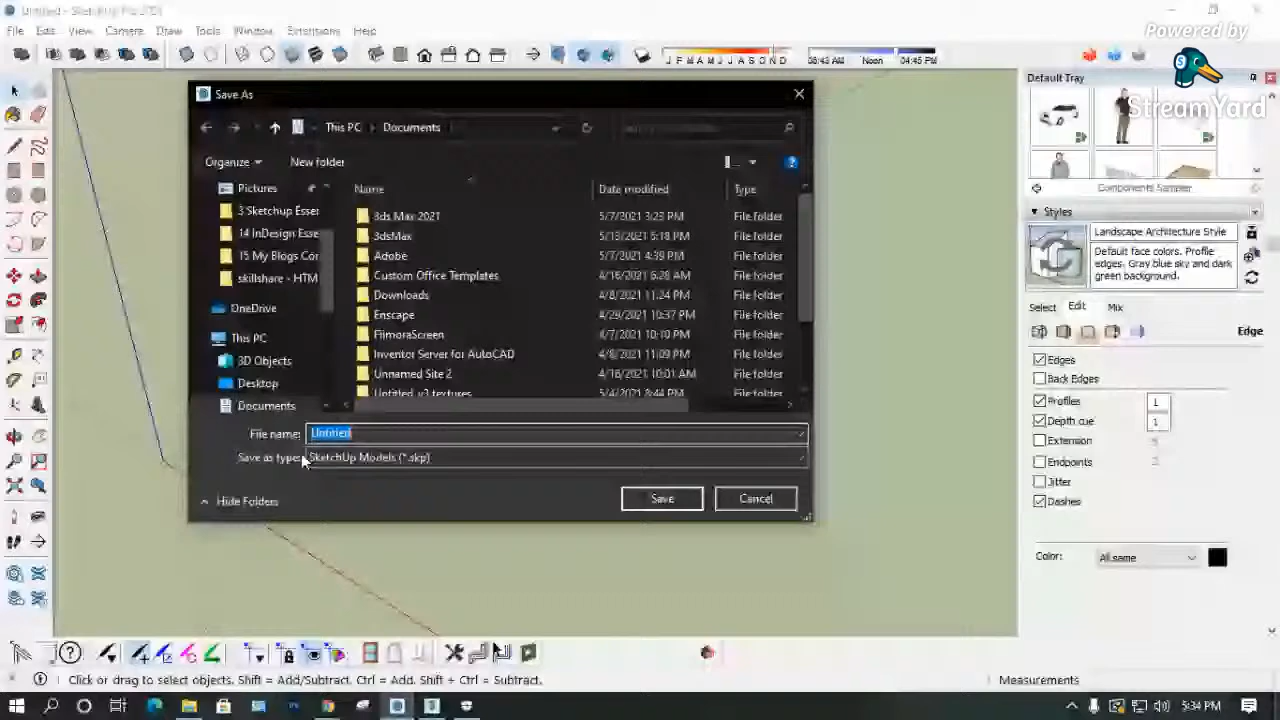 Untitled - SketchUp Pro 2021
File Edit View Camera Draw Tools Window Extensions Help
Powered by
StreamYard
J F M A M J J A S O N D
06:43 AM Noon 04:45 PM
Default Tray
Save As
This PC
Documents
Organize
New folder
Name
Date modified
Type
Pictures
3 Sketchup Esse
14 InDesign Esse
15 My Blogs Cor
skillshare - HTM
OneDrive
This PC
3D Objects
Desktop
Documents
3ds Max 2021 5/7/2021 3:23 PM File folder
3dsMax 5/13/2021 5:18 PM File folder
Adobe 5/7/2021 4:39 PM File folder
Custom Office Templates 4/16/2021 6:28 AM File folder
Downloads 4/8/2021 11:24 PM File folder
Enscape 4/29/2021 10:37 PM File folder
FilmoraScreen 4/7/2021 10:10 PM File folder
Inventor Server for AutoCAD 4/8/2021 11:09 PM File folder
Unnamed Site 2 4/16/2021 10:01 AM File folder
Untitled_v3 textures 5/4/2021 8:44 PM File folder
File name: Untitled
Save as type: SketchUp Models (*.skp)
Hide Folders
Save
Cancel
Components Sampler
Styles
Landscape Architecture Style
Default face colors. Profile
edges. Gray blue sky and dark
green background.
Select Edit Mix
Edge
Edges
Back Edges
Profiles 1
Depth cue 1
Extension
Endpoints
Jitter
Dashes
Color: All same
Click or drag to select objects. Shift = Add/Subtract. Ctrl = Add. Shift + Ctrl = Subtract.
Measurements
5:34 PM